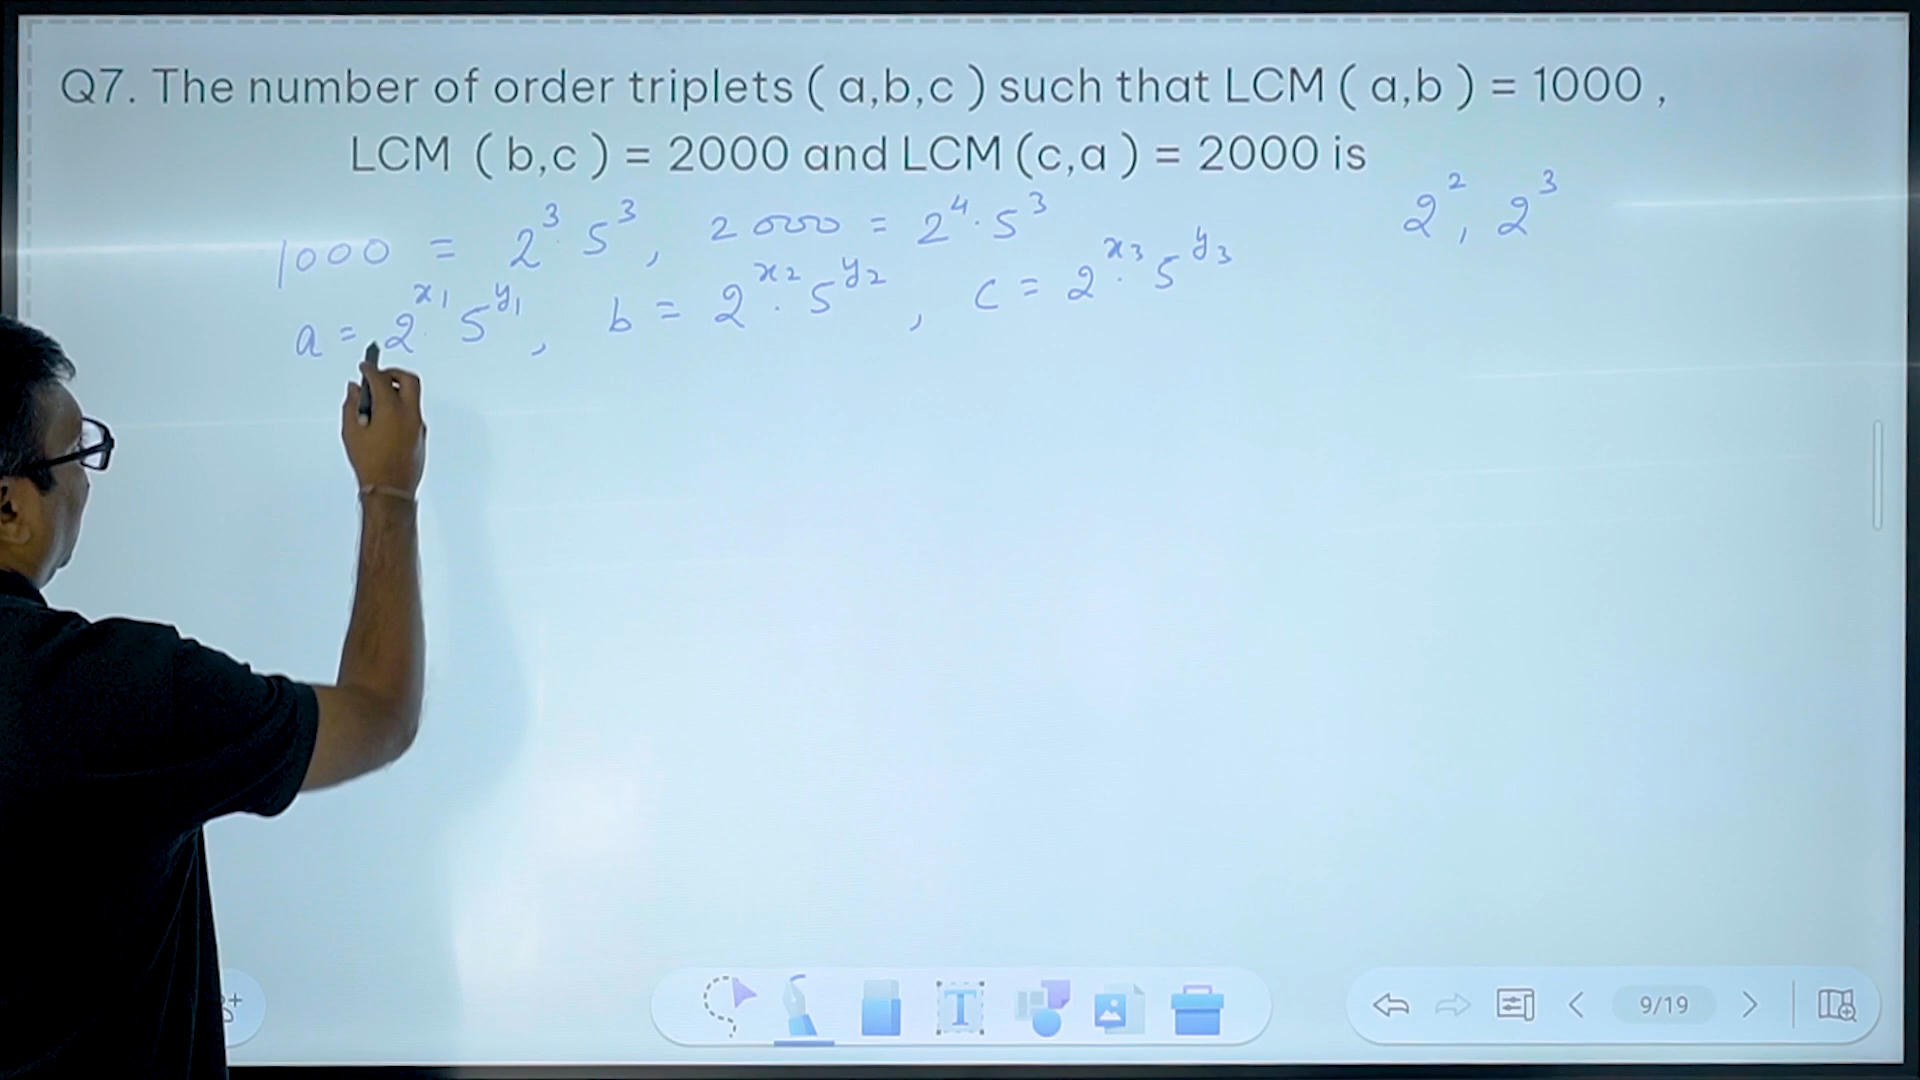 Q7. The number of order triplets ( a,b,c ) such that LCM ( a,b ) = 1000 ,
LCM ( b,c ) = 2000 and LCM (c,a ) = 2000 is
1000 = 2³·5³, 2000 = 2⁴·5³
2², 2³
a = 2^x₁·5^y₁, b = 2^x₂·5^y₂, c = 2^x₃·5^y₃
T
9/19